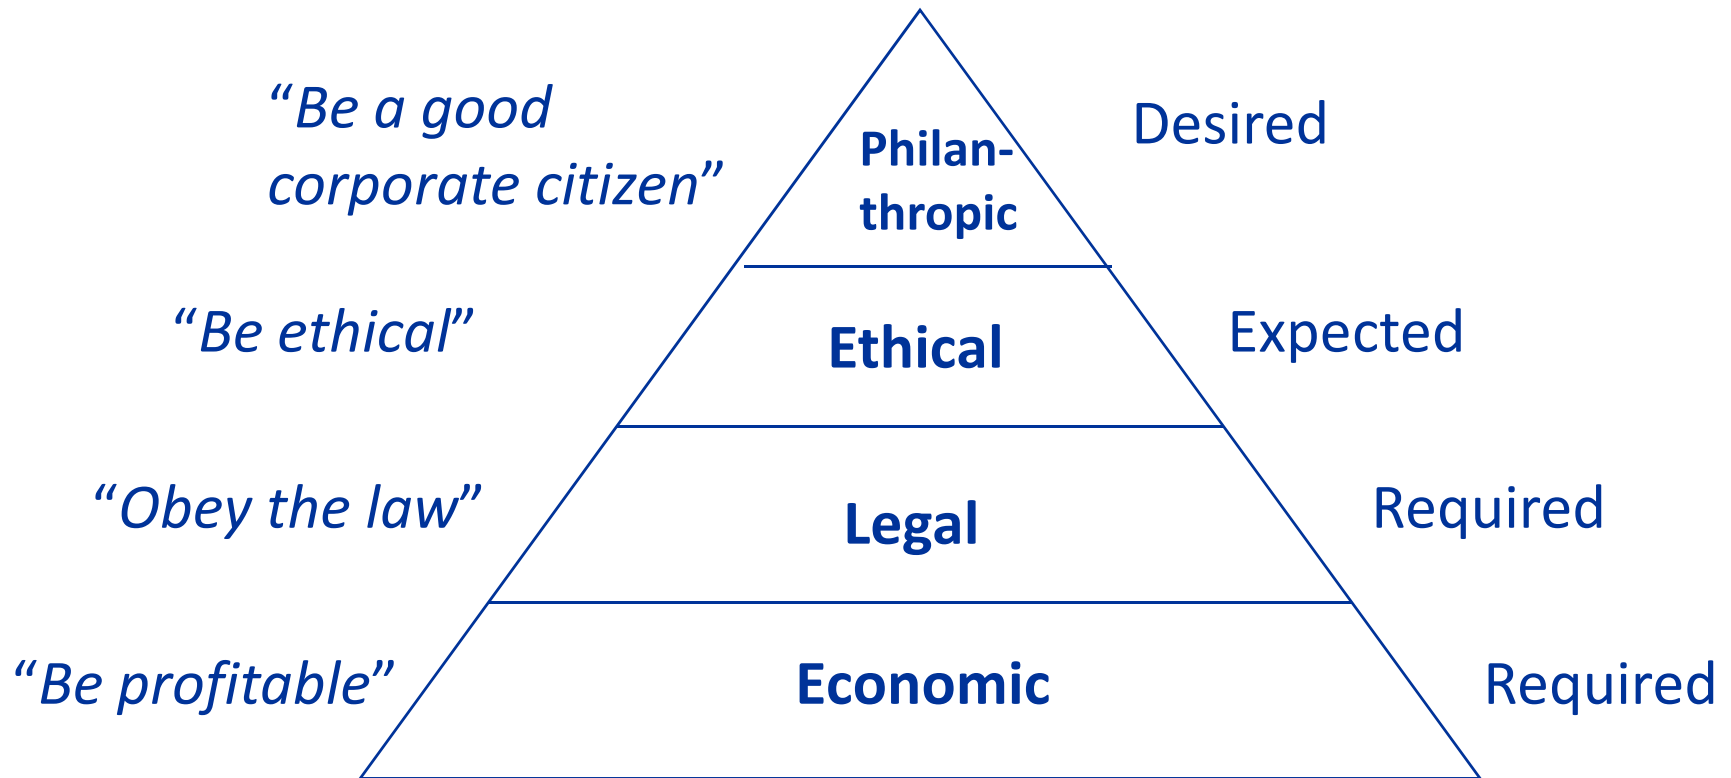 “Be a good
corporate citizen”
Philan-
thropic
Desired
“Be ethical”
Ethical
Expected
“Obey the law”
Legal
Required
“Be profitable”
Economic
Required